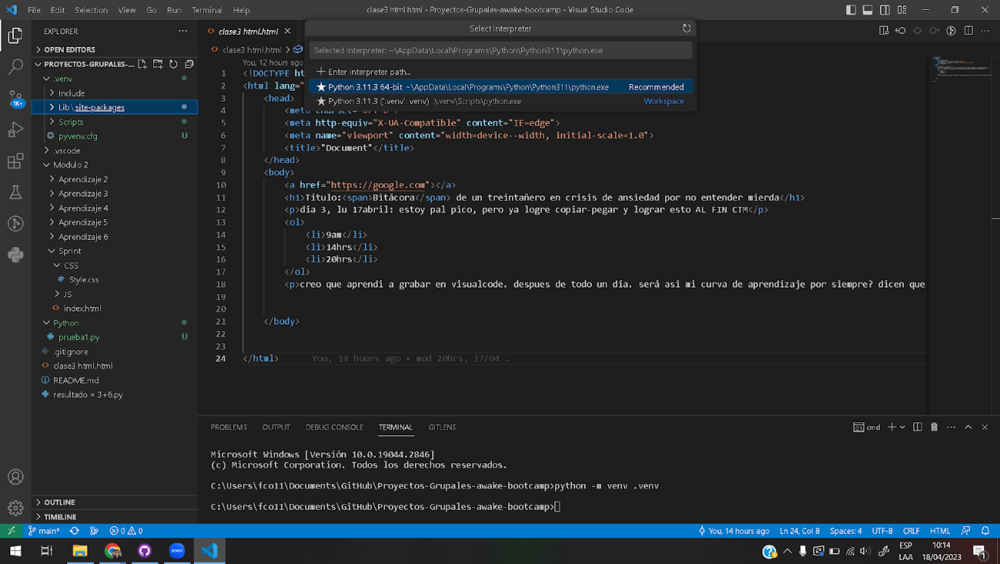 File Edit Selection View Go Run Terminal Help
clase3 html.html - Proyectos-Grupales-awake-bootcamp - Visual Studio Code
EXPLORER
OPEN EDITORS
PROYECTOS-GRUPALES-...
.venv
Include
Lib \ site-packages
Scripts
pyvenv.cfg U
.vscode
Modulo 2
Aprendizaje 2
Aprendizaje 3
Aprendizaje 4
Aprendizaje 5
Aprendizaje 6
Sprint
CSS
# Style.css
JS
<> index.html
Python
prueba1.py U
.gitignore
<> clase3 html.html
README.md
resultado = 3+6.py
OUTLINE
TIMELINE
1K+
<> clase3 html.html
<> clase3 html.html >
Select Interpreter
Selected Interpreter: ~\AppData\Local\Programs\Python\Python311\python.exe
+ Enter interpreter path...
★ Python 3.11.3 64-bit ~\AppData\Local\Programs\Python\Python311\python.exe Recommended
★ Python 3.11.3 ('.venv': venv) .\.venv\Scripts\python.exe Workspace
You, 12 hours ago
1 <!DOCTYPE ht
2 <html lang="
3 <head>
4 <meta charset="UTF-8">
5 <meta http-equiv="X-UA-Compatible" content="IE=edge">
6 <meta name="viewport" content="width=device--width, initial-scale=1.0">
7 <title>"Document"</title>
8 </head>
9 <body>
10 <a href="https://google.com"></a>
11 <h1>Título:<span>Bitácora</span> de un treintañero en crisis de ansiedad por no entender mierda</h1>
12 <p>día 3, lu 17abril: estoy pal pico, pero ya logre copiar-pegar y lograr esto AL FIN CTM</p>
13 <ol>
14 <li>9am</li>
15 <li>14hrs</li>
16 <li>20hrs</li>
17 </ol>
18 <p>creo que aprendi a grabar en visualcode. despues de todo un día. será asi mi curva de aprendizaje por siempre? dicen que
19
20
21 </body>
22
23
24 </html> You, 14 hours ago • mod 20hrs, 17/04 …
PROBLEMS OUTPUT DEBUG CONSOLE TERMINAL GITLENS
cmd
Microsoft Windows [Versión 10.0.19044.2846]
(c) Microsoft Corporation. Todos los derechos reservados.
C:\Users\fco11\Documents\GitHub\Proyectos-Grupales-awake-bootcamp>python -m venv .venv
C:\Users\fco11\Documents\GitHub\Proyectos-Grupales-awake-bootcamp>
main* 0 0 You, 14 hours ago Ln 24, Col 8 Spaces: 4 UTF-8 CRLF HTML
zoom
ESP
LAA
10:14
18/04/2023
1